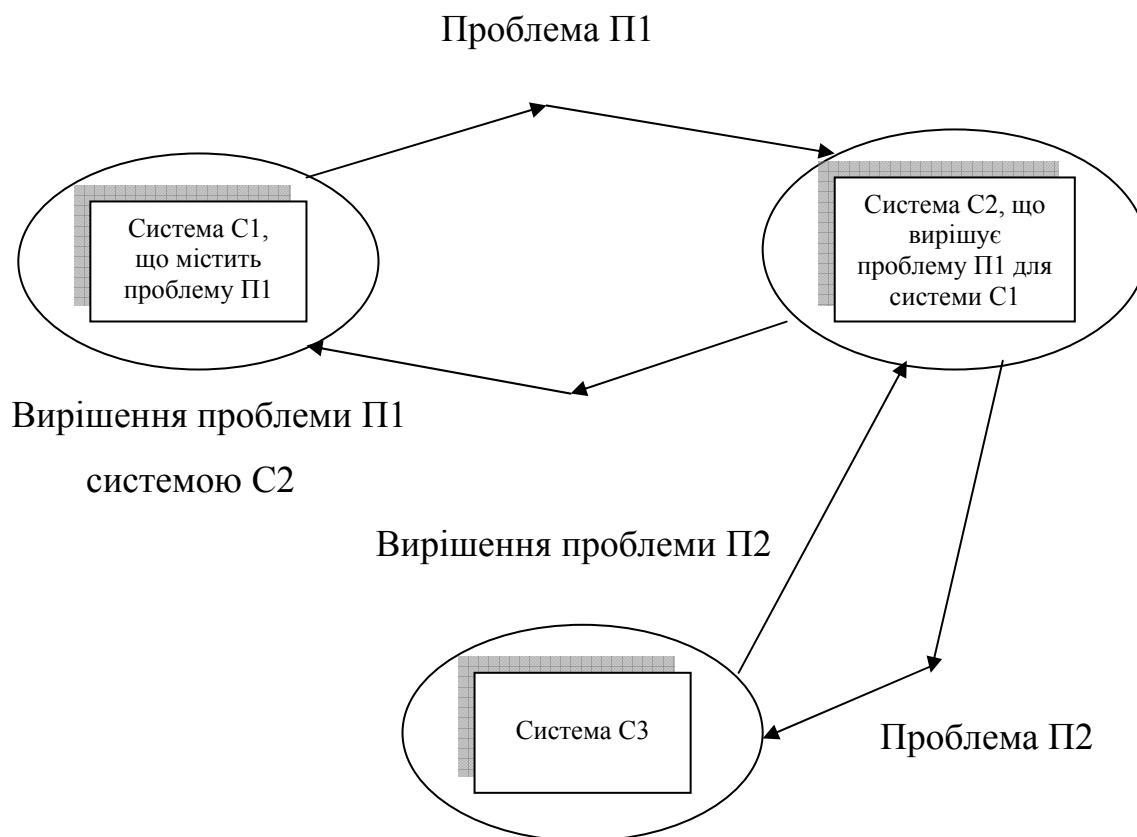 Проблема П1
Система С1,
що містить
проблему П1
Система С2, що
вирішує
проблему П1 для
системи С1
Вирішення проблеми П1
системою С2
Вирішення проблеми П2
Система С3
Проблема П2